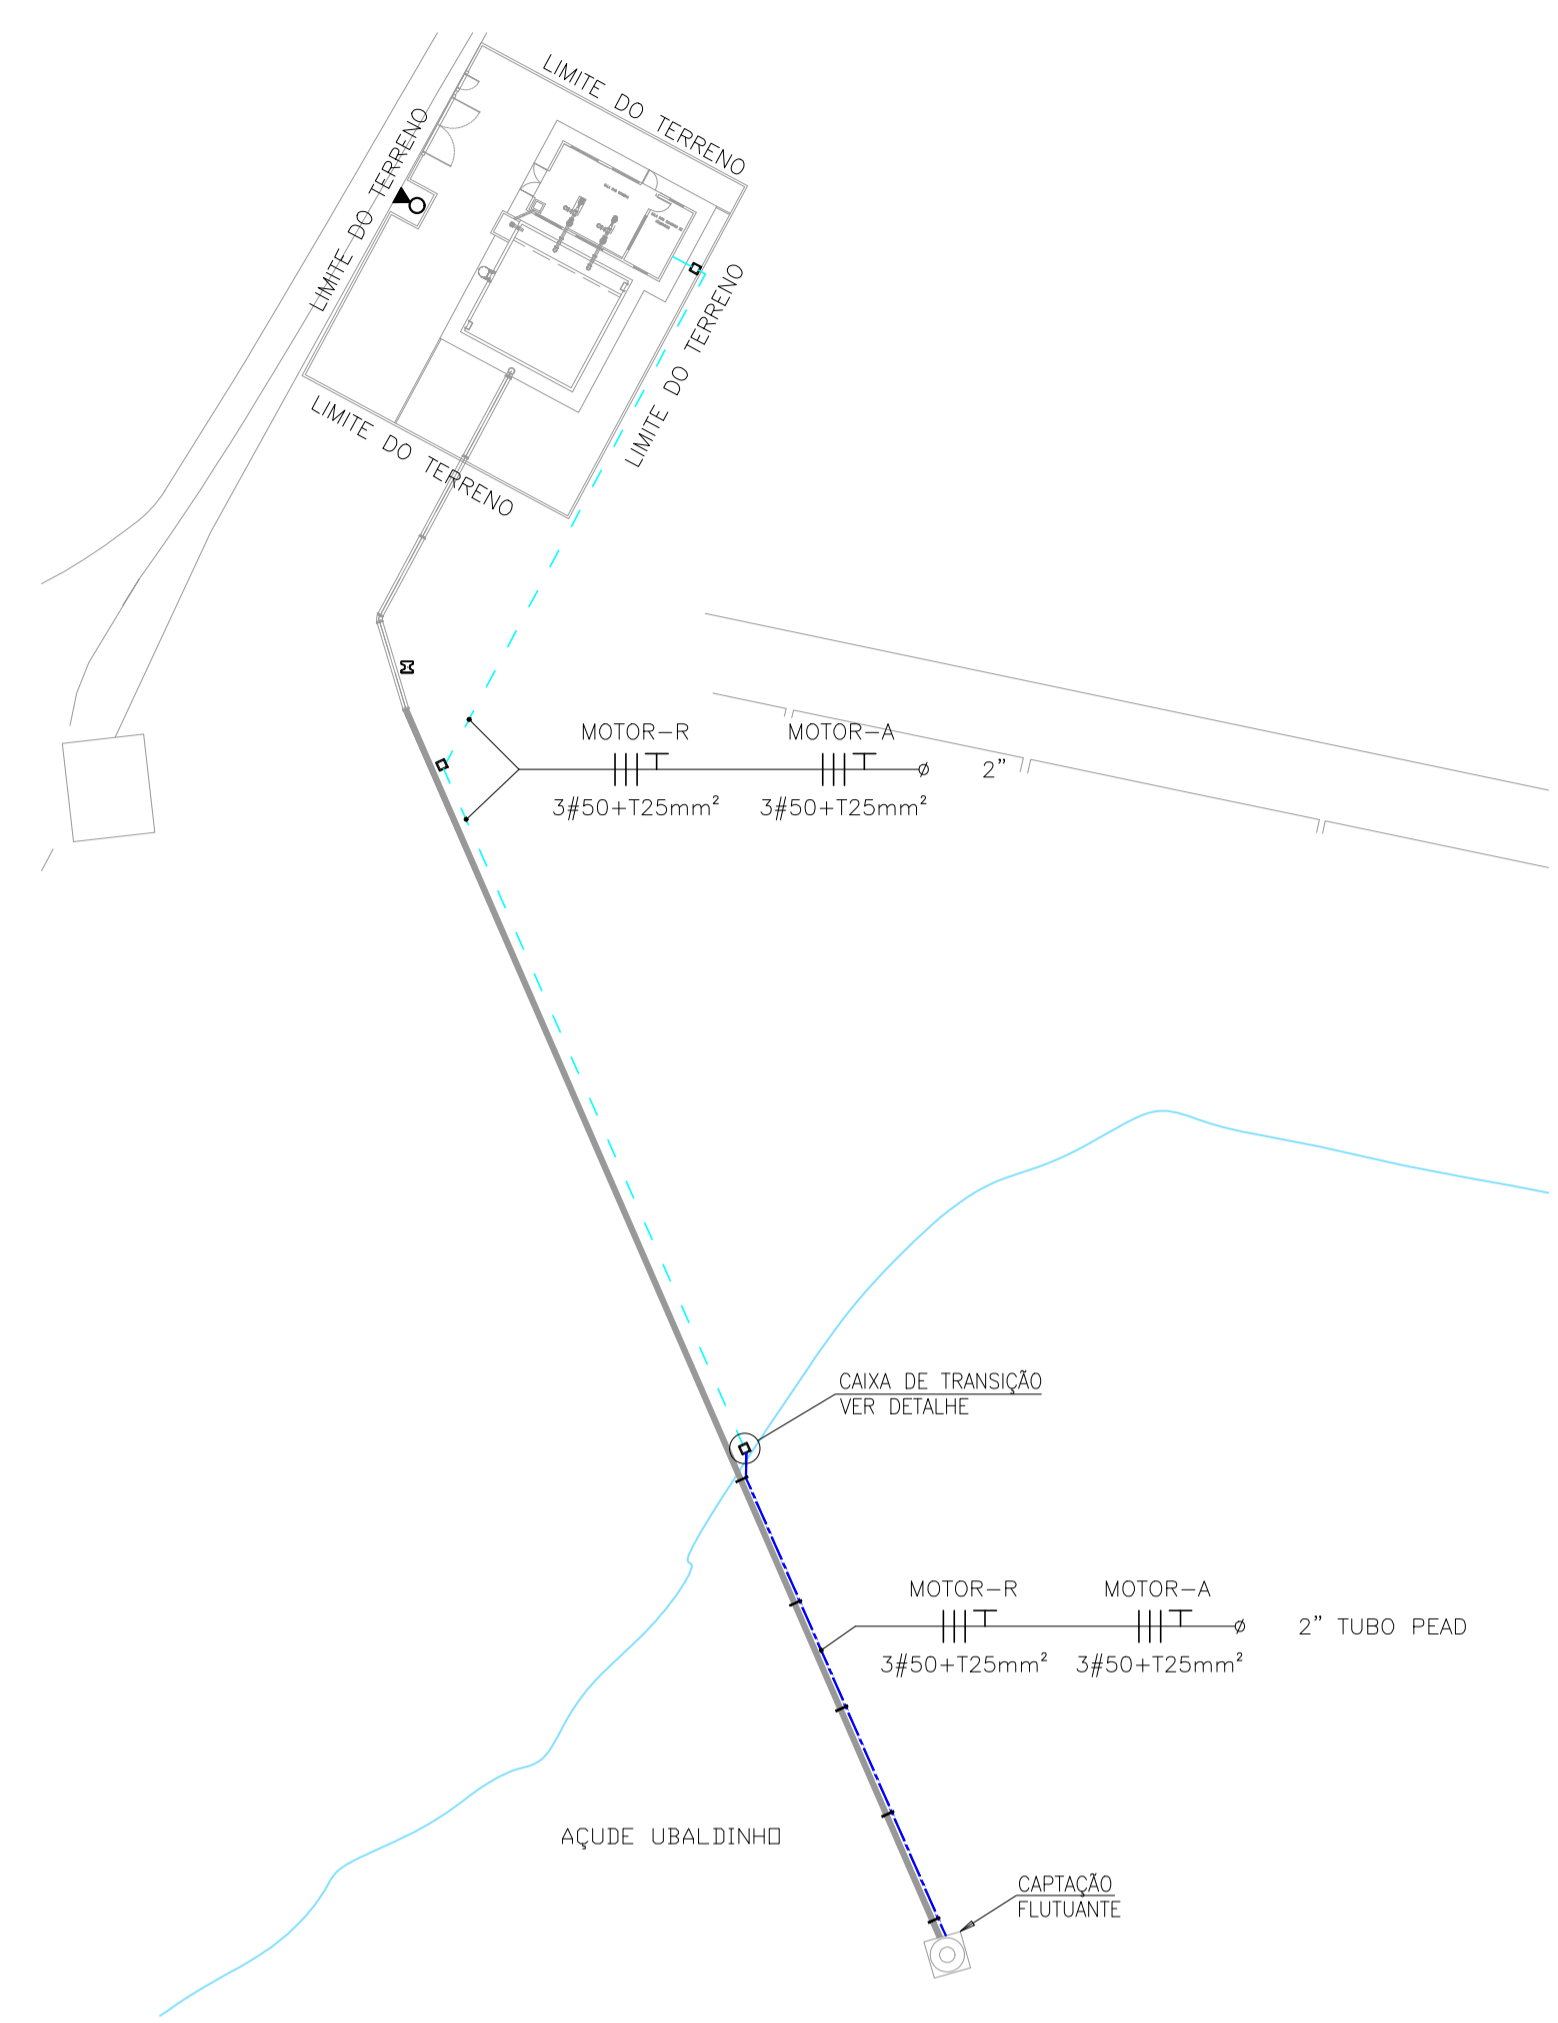 LIMITE DO TERRENO
LIMITE DO TERRENO
LIMITE DO TERRENO
LIMITE DO TERRENO
MOTOR-R MOTOR-A
2"
3#50+T25mm² 3#50+T25mm²
CAIXA DE TRANSIÇÃO
VER DETALHE
MOTOR-R MOTOR-A
2" TUBO PEAD
3#50+T25mm² 3#50+T25mm²
AÇUDE UBALDINHO
CAPTAÇÃO
FLUTUANTE